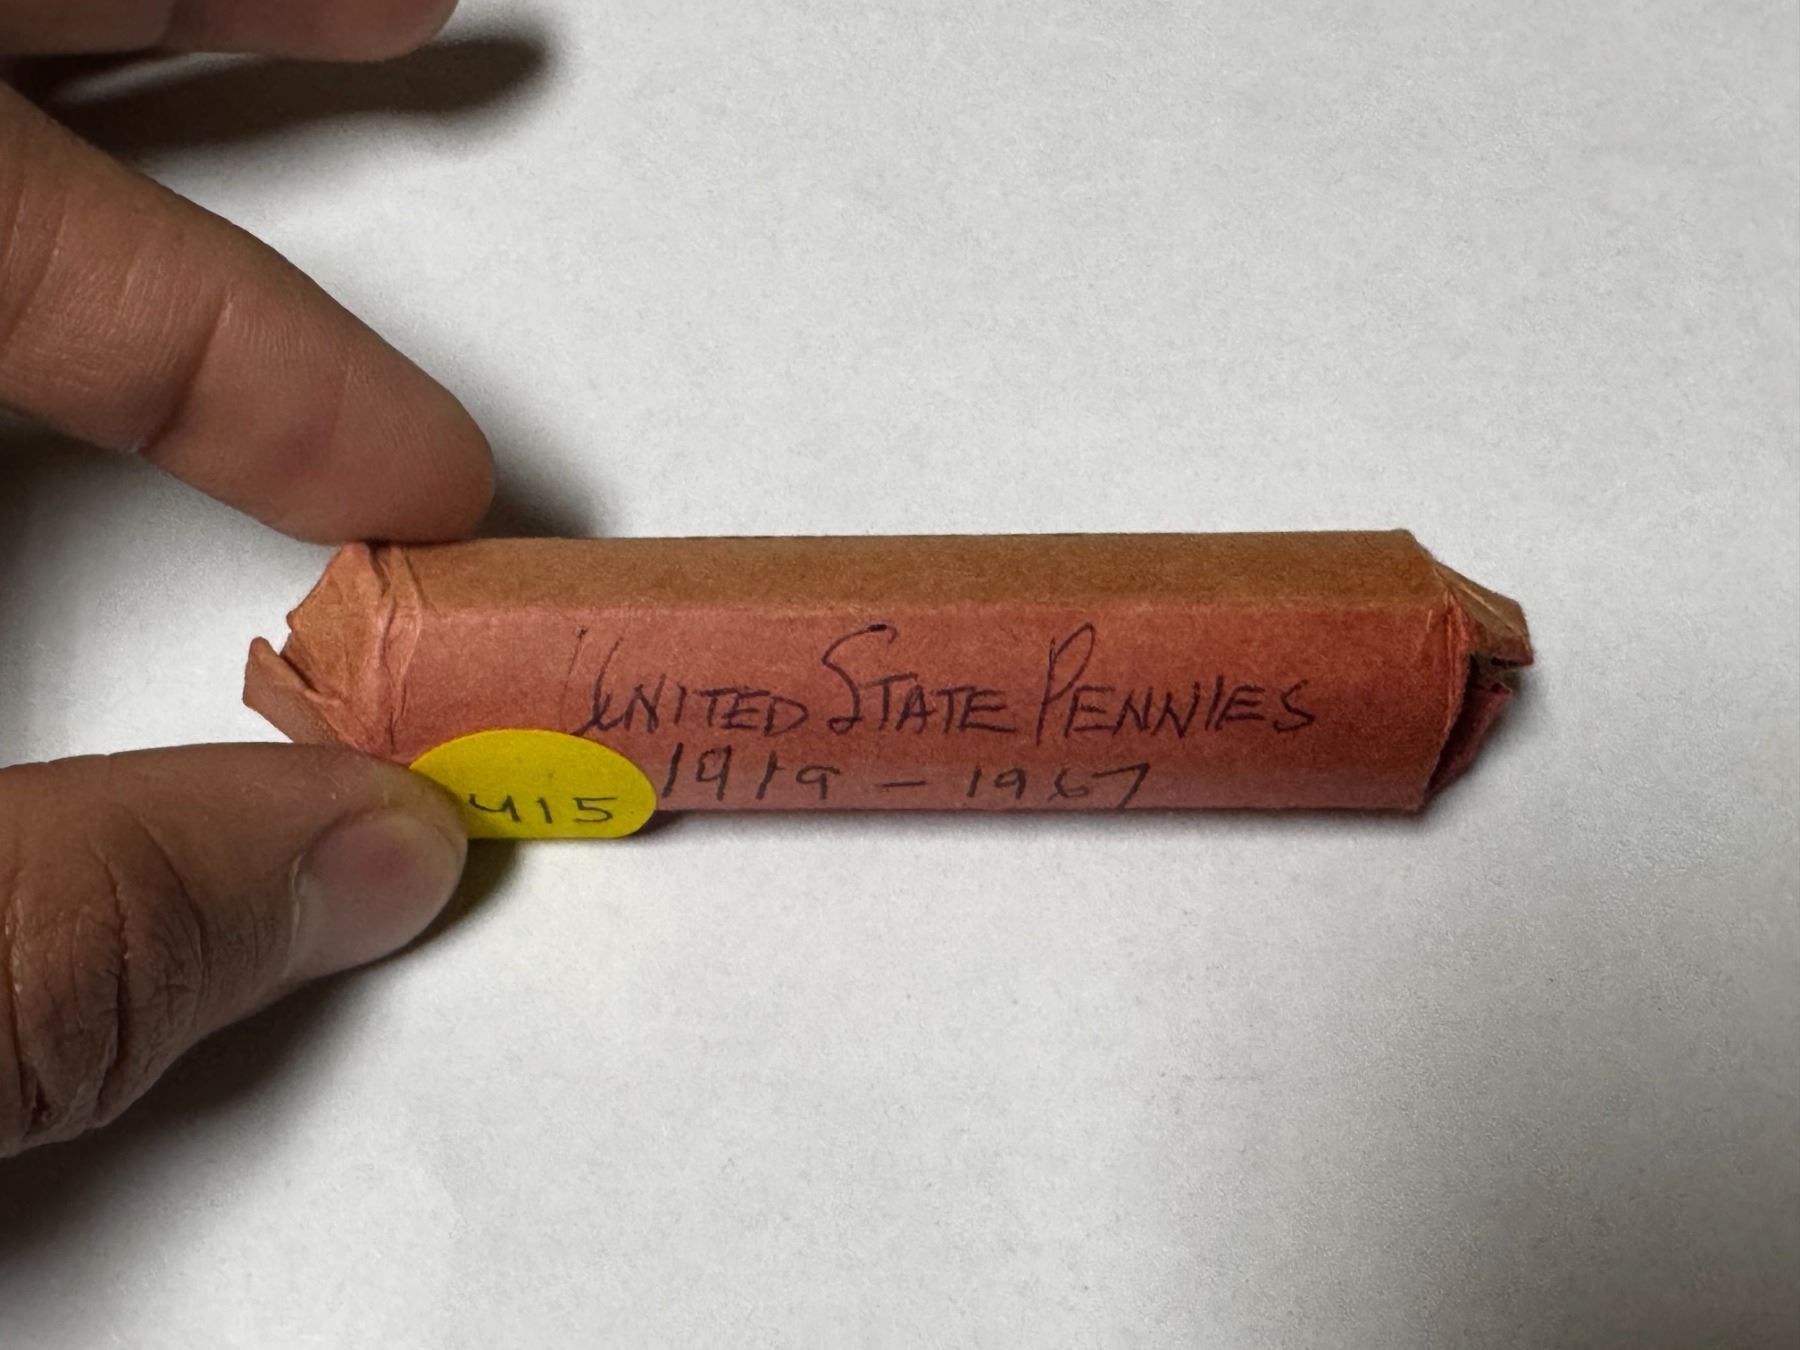 UNITED STATE PENNIES
1919 - 1967
415